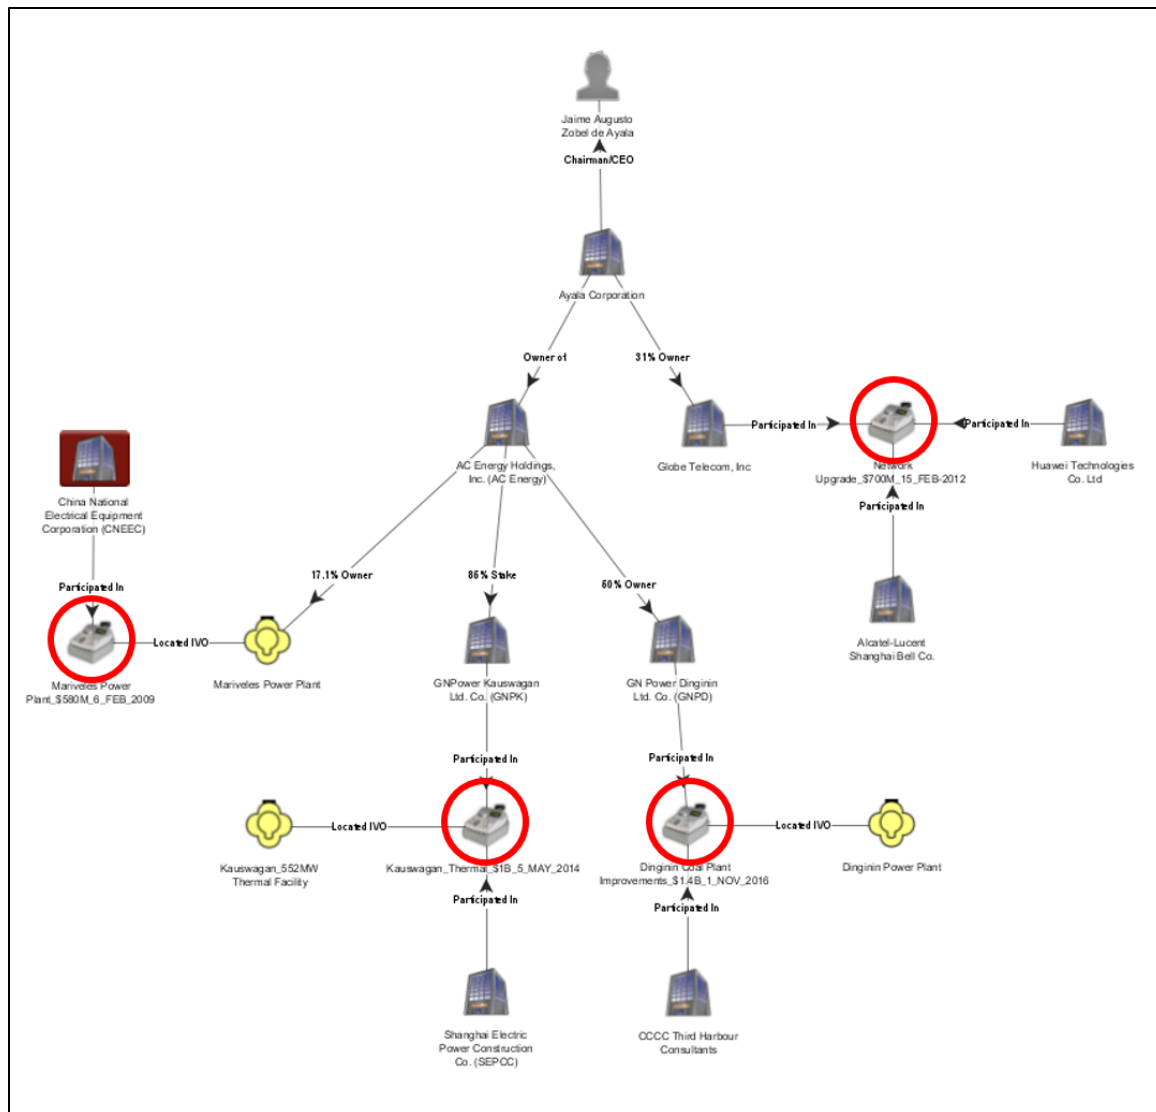 Jaime Augusto
Zobel de Ayala
Chairman/CEO
Ayala Corporation
Owner of
31% Owner
AC Energy Holdings,
Inc. (AC Energy)
Globe Telecom, Inc
Participated In
Network
Upgrade_$700M_15_FEB-2012
Participated In
Huawei Technologies
Co. Ltd
Participated In
Alcatel-Lucent
Shanghai Bell Co.
China National
Electrical Equipment
Corporation (CNEEC)
Participated In
17.1% Owner
85% Stake
50% Owner
Located IVO
Mariveles Power
Plant_$580M_6_FEB_2009
Mariveles Power Plant
GNPower Kauswagan
Ltd. Co. (GNPK)
GN Power Dinginin
Ltd. Co. (GNPD)
Participated In
Participated In
Located IVO
Located IVO
Kauswagan_552MW
Thermal Facility
Kauswagan_Thermal_$1B_5_MAY_2014
Dinginin Coal Plant
Improvements_$1.4B_1_NOV_2016
Dinginin Power Plant
Participated In
Participated In
Shanghai Electric
Power Construction
Co. (SEPCC)
CCCC Third Harbour
Consultants